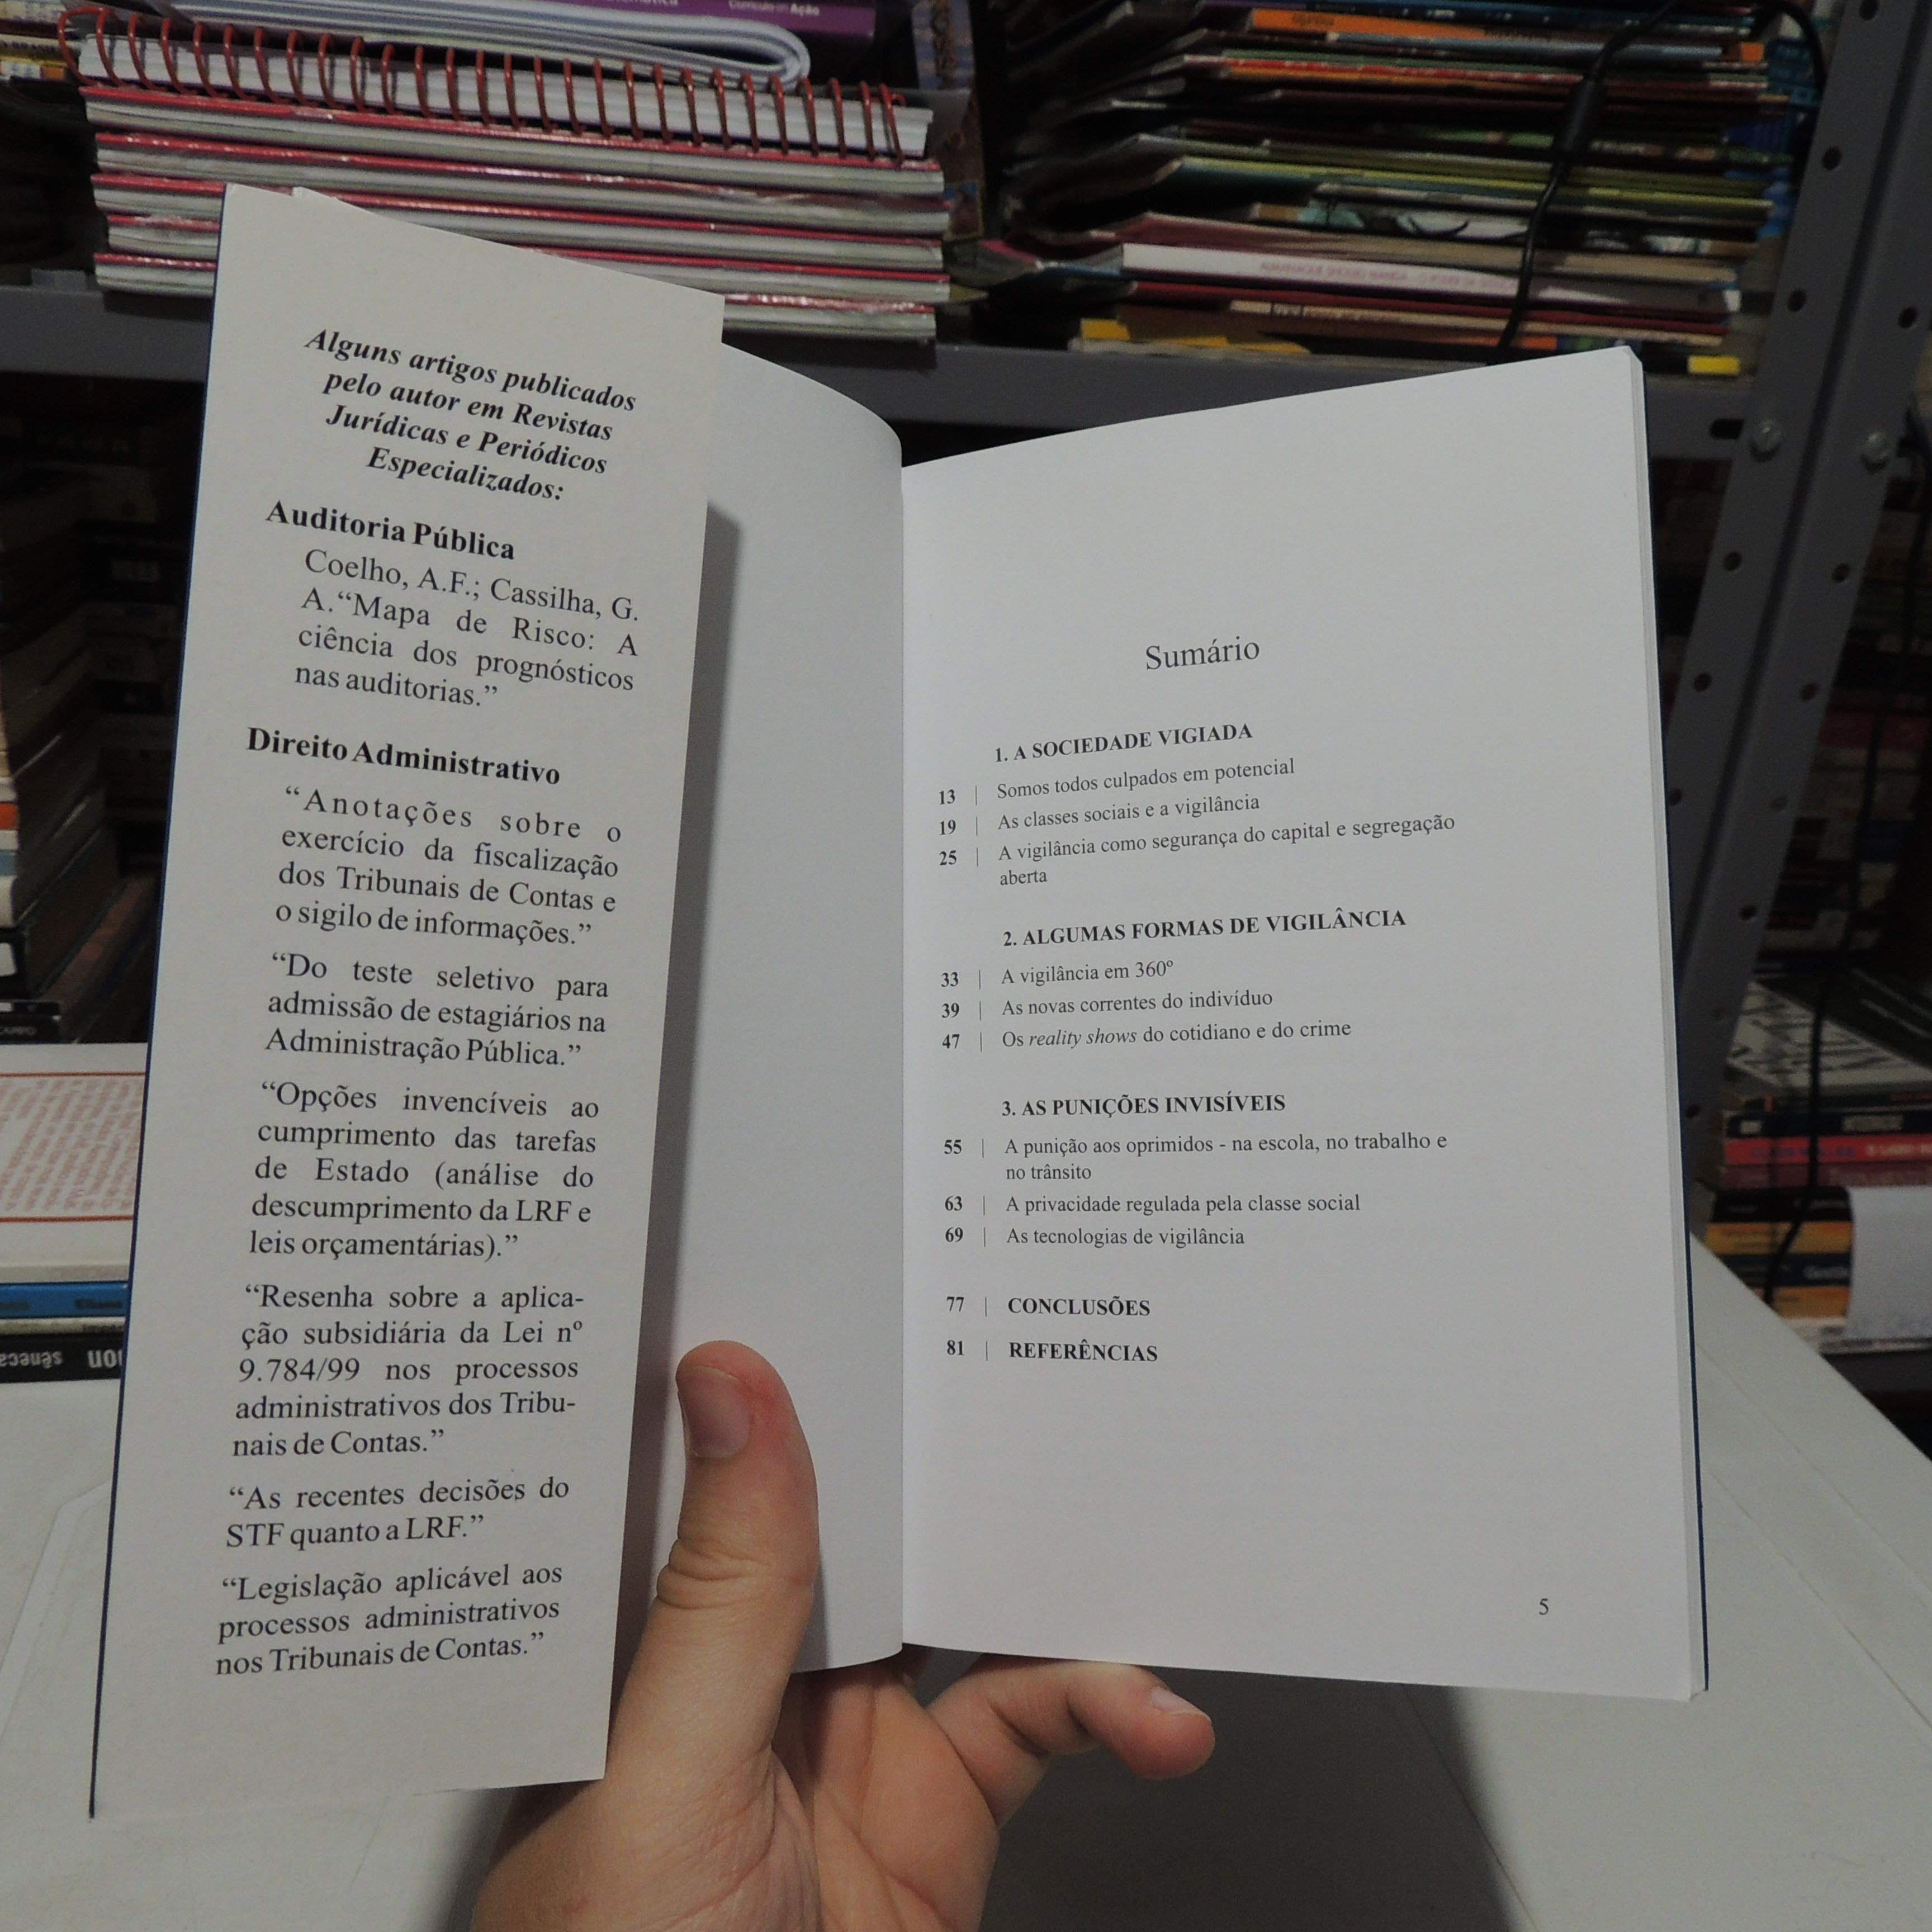 Alguns artigos publicados
pelo autor em Revistas
Jurídicas e Periódicos
Especializados:
Auditoria Pública
Coelho, A.F.; Cassilha, G.
A.“Mapa de Risco: A
ciência dos prognósticos
nas auditorias.”
Direito Administrativo
“Anotações sobre o
exercício da fiscalização
dos Tribunais de Contas e
o sigilo de informações.”
“Do teste seletivo para
admissão de estagiários na
Administração Pública.”
“Opções invencíveis ao
cumprimento das tarefas
de Estado (análise do
descumprimento da LRF e
leis orçamentárias).”
“Resenha sobre a aplica-
ção subsidiária da Lei nº
9.784/99 nos processos
administrativos dos Tribu-
nais de Contas.”
“As recentes decisões do
STF quanto a LRF.”
“Legislação aplicável aos
processos administrativos
nos Tribunais de Contas.”
Sumário
1. A SOCIEDADE VIGIADA
13 | Somos todos culpados em potencial
19 | As classes sociais e a vigilância
25 | A vigilância como segurança do capital e segregação
aberta
2. ALGUMAS FORMAS DE VIGILÂNCIA
33 | A vigilância em 360º
39 | As novas correntes do indivíduo
47 | Os reality shows do cotidiano e do crime
3. AS PUNIÇÕES INVISÍVEIS
55 | A punição aos oprimidos - na escola, no trabalho e
no trânsito
63 | A privacidade regulada pela classe social
69 | As tecnologias de vigilância
77 | CONCLUSÕES
81 | REFERÊNCIAS
5